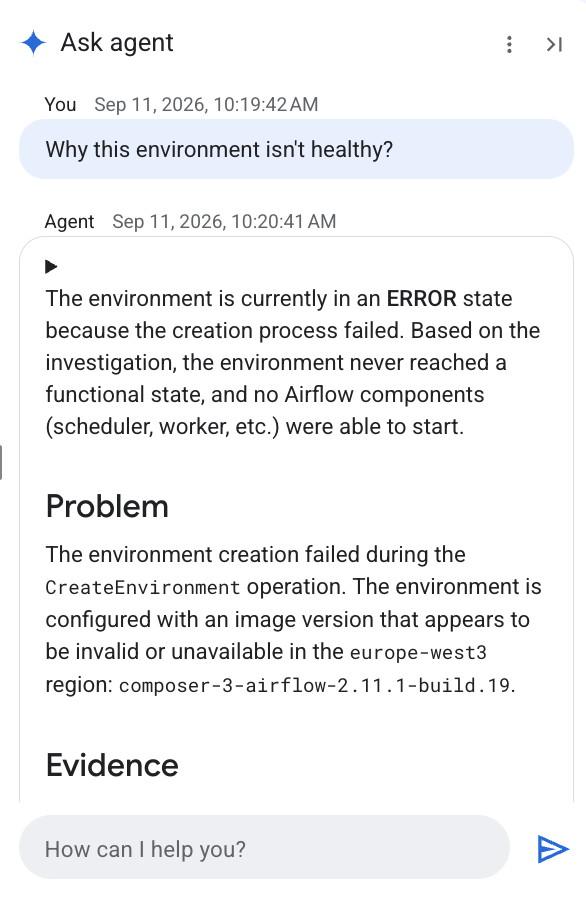 Ask agent
You Sep 11, 2026, 10:19:42 AM
Why this environment isn't healthy?
Agent Sep 11, 2026, 10:20:41 AM
The environment is currently in an ERROR state
because the creation process failed. Based on the
investigation, the environment never reached a
functional state, and no Airflow components
(scheduler, worker, etc.) were able to start.
Problem
The environment creation failed during the
CreateEnvironment operation. The environment is
configured with an image version that appears to
be invalid or unavailable in the europe-west3
region: composer-3-airflow-2.11.1-build.19.
Evidence
How can I help you?